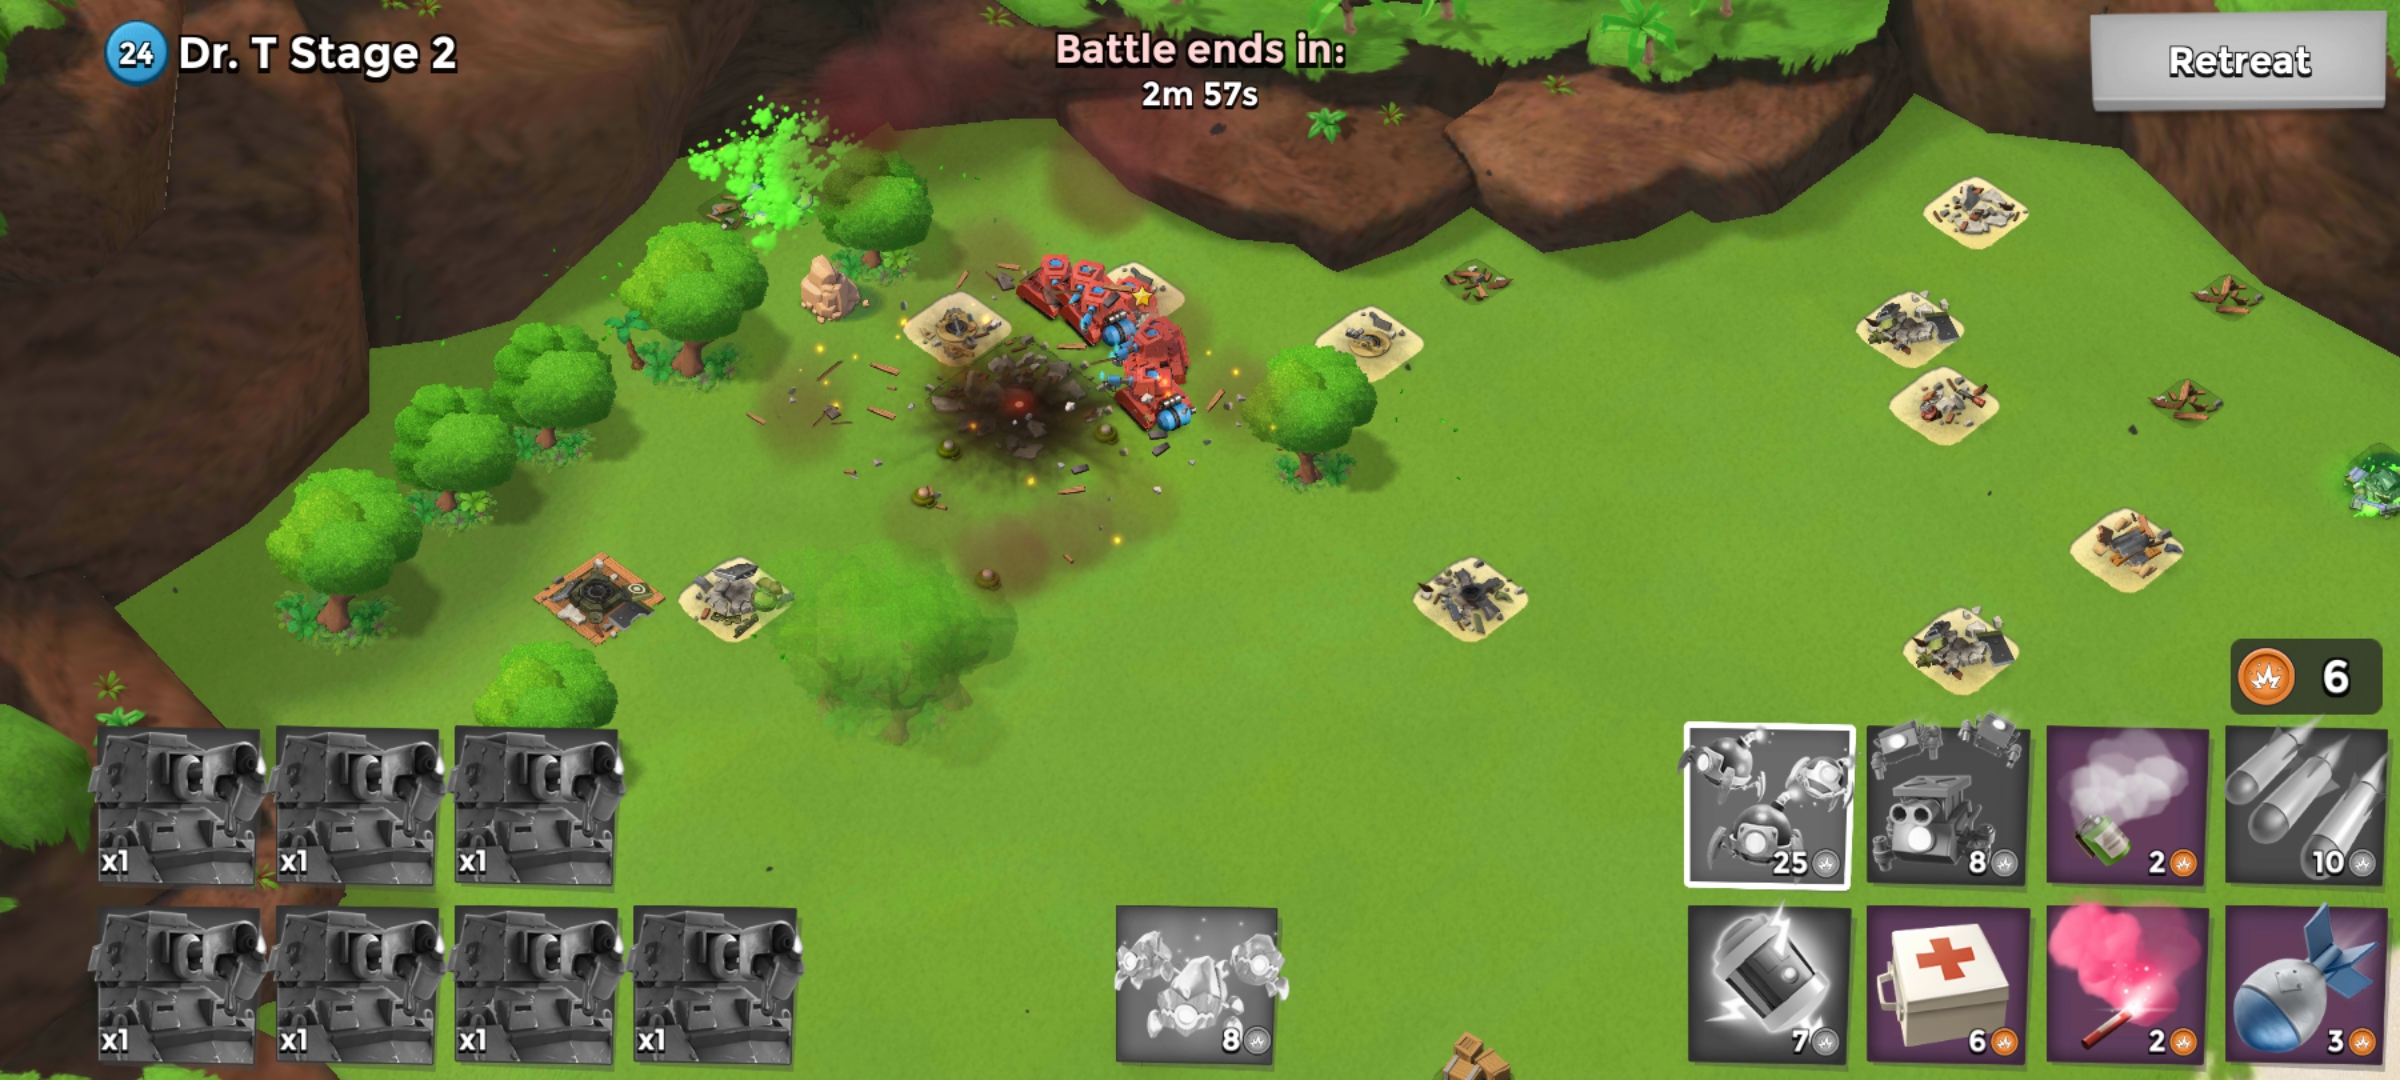 24 Dr. T Stage 2
Battle ends in:
2m 57s
Retreat
6
x1 x1 x1
25 8 2 10
x1 x1 x1 x1
8
7 6 2 3